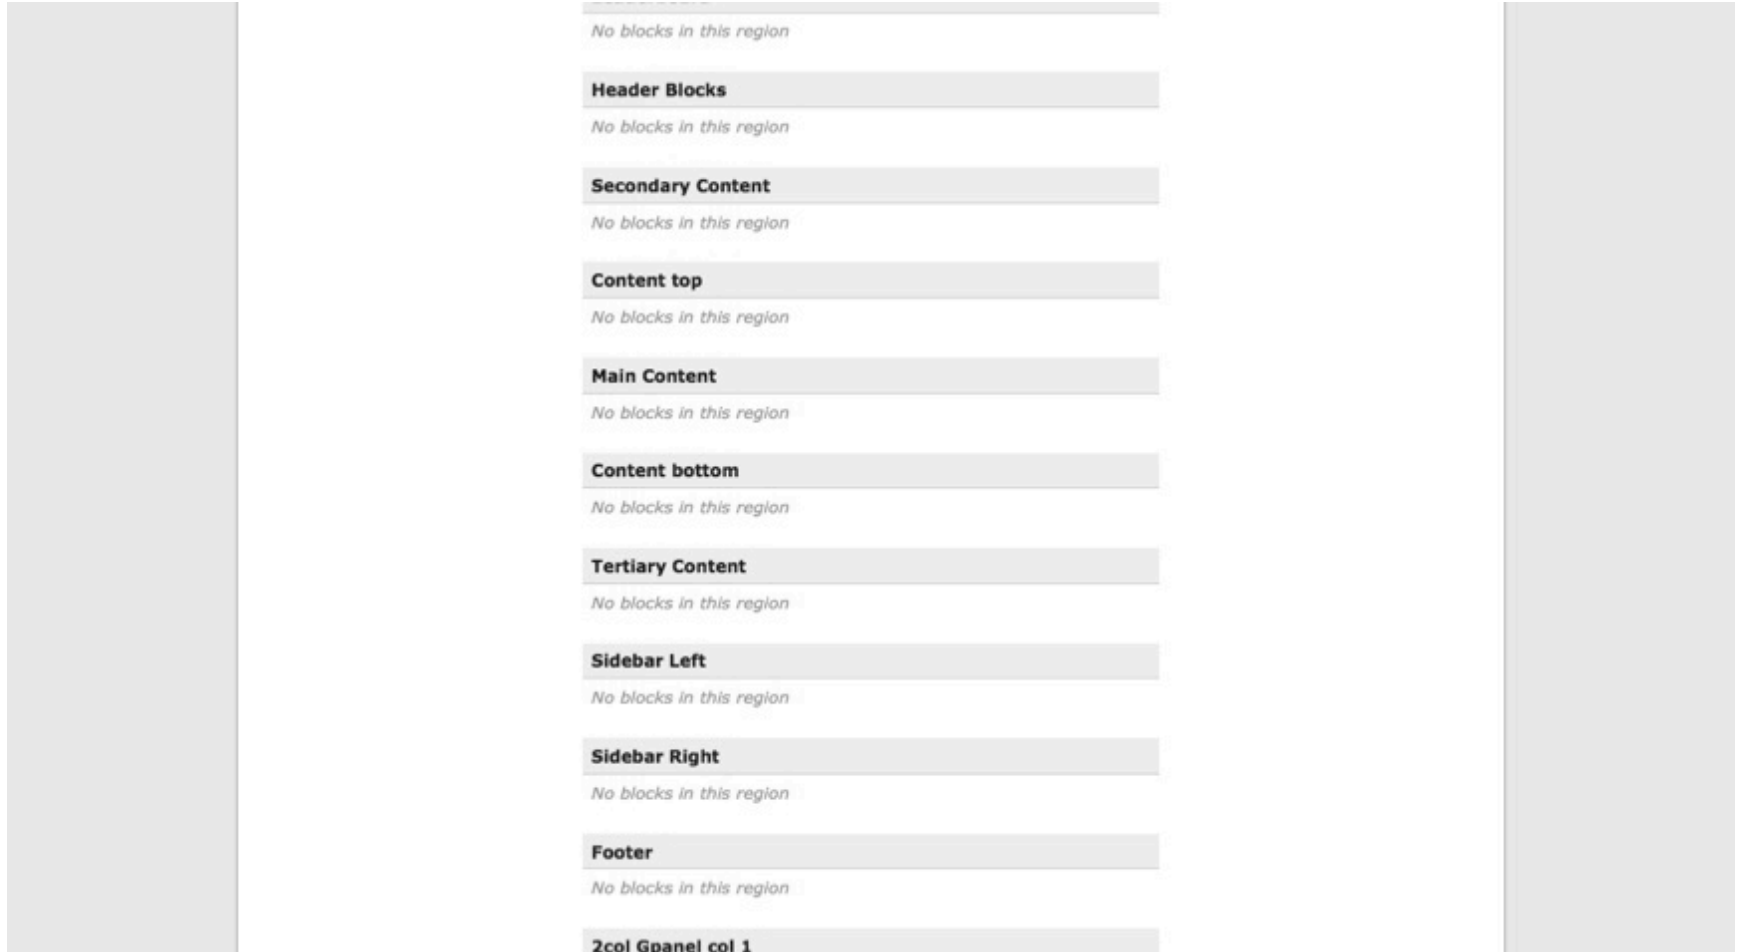 No blocks in this region
Header Blocks
No blocks in this region
Secondary Content
No blocks in this region
Content top
No blocks in this region
Main Content
No blocks in this region
Content bottom
No blocks in this region
Tertiary Content
No blocks in this region
Sidebar Left
No blocks in this region
Sidebar Right
No blocks in this region
Footer
No blocks in this region
2col Gpanel col 1